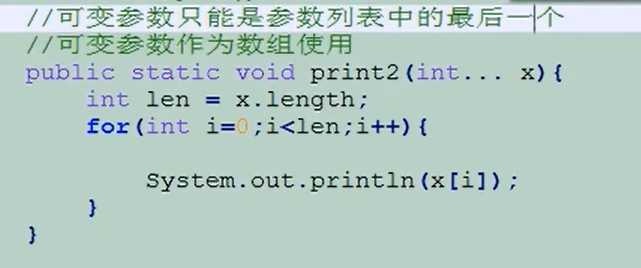 //可变参数只能是参数列表中的最后一个
//可变参数作为数组使用
public static void print2(int... x){
int len = x.length;
for(int i=0;i<len;i++){
System.out.println(x[i]);
}
}